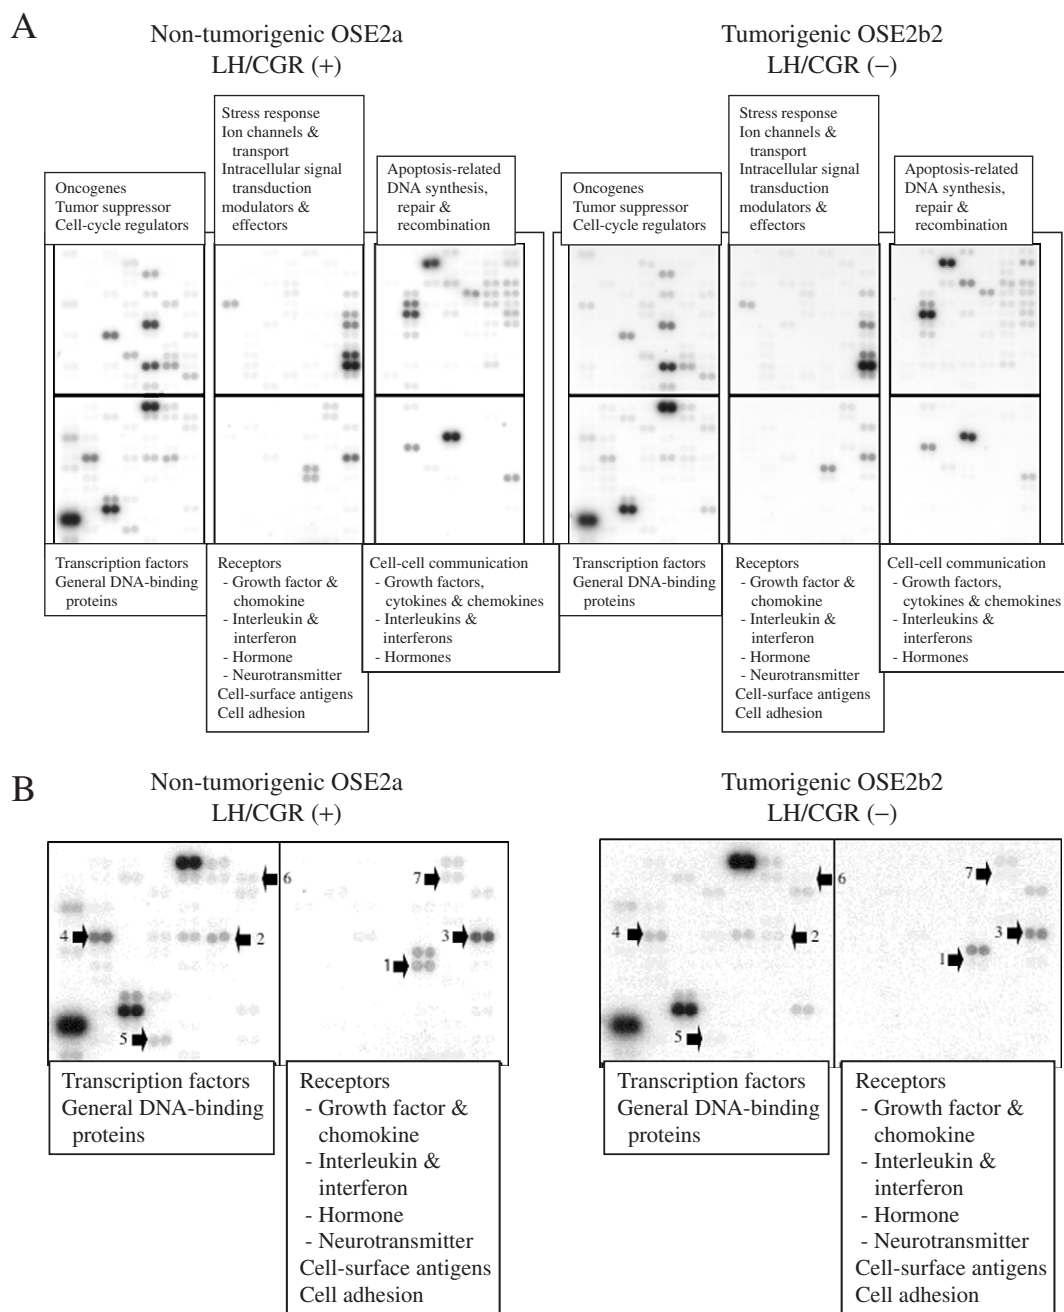 A
Non-tumorigenic OSE2a
LH/CGR (+)
Tumorigenic OSE2b2
LH/CGR (−)
Oncogenes
Tumor suppressor
Cell-cycle regulators
Stress response
Ion channels &
transport
Intracellular signal
transduction
modulators &
effectors
Apoptosis-related
DNA synthesis,
repair &
recombination
Oncogenes
Tumor suppressor
Cell-cycle regulators
Stress response
Ion channels &
transport
Intracellular signal
transduction
modulators &
effectors
Apoptosis-related
DNA synthesis,
repair &
recombination
Transcription factors
General DNA-binding
proteins
Receptors
- Growth factor &
chomokine
- Interleukin &
interferon
- Hormone
- Neurotransmitter
Cell-surface antigens
Cell adhesion
Cell-cell communication
- Growth factors,
cytokines & chemokines
- Interleukins &
interferons
- Hormones
Transcription factors
General DNA-binding
proteins
Receptors
- Growth factor &
chomokine
- Interleukin &
interferon
- Hormone
- Neurotransmitter
Cell-surface antigens
Cell adhesion
Cell-cell communication
- Growth factors,
cytokines & chemokines
- Interleukins &
interferons
- Hormones
B
Non-tumorigenic OSE2a
LH/CGR (+)
Tumorigenic OSE2b2
LH/CGR (−)
6
7
4
2
3
1
5
6
7
4
2
3
1
5
Transcription factors
General DNA-binding
proteins
Receptors
- Growth factor &
chomokine
- Interleukin &
interferon
- Hormone
- Neurotransmitter
Cell-surface antigens
Cell adhesion
Transcription factors
General DNA-binding
proteins
Receptors
- Growth factor &
chomokine
- Interleukin &
interferon
- Hormone
- Neurotransmitter
Cell-surface antigens
Cell adhesion